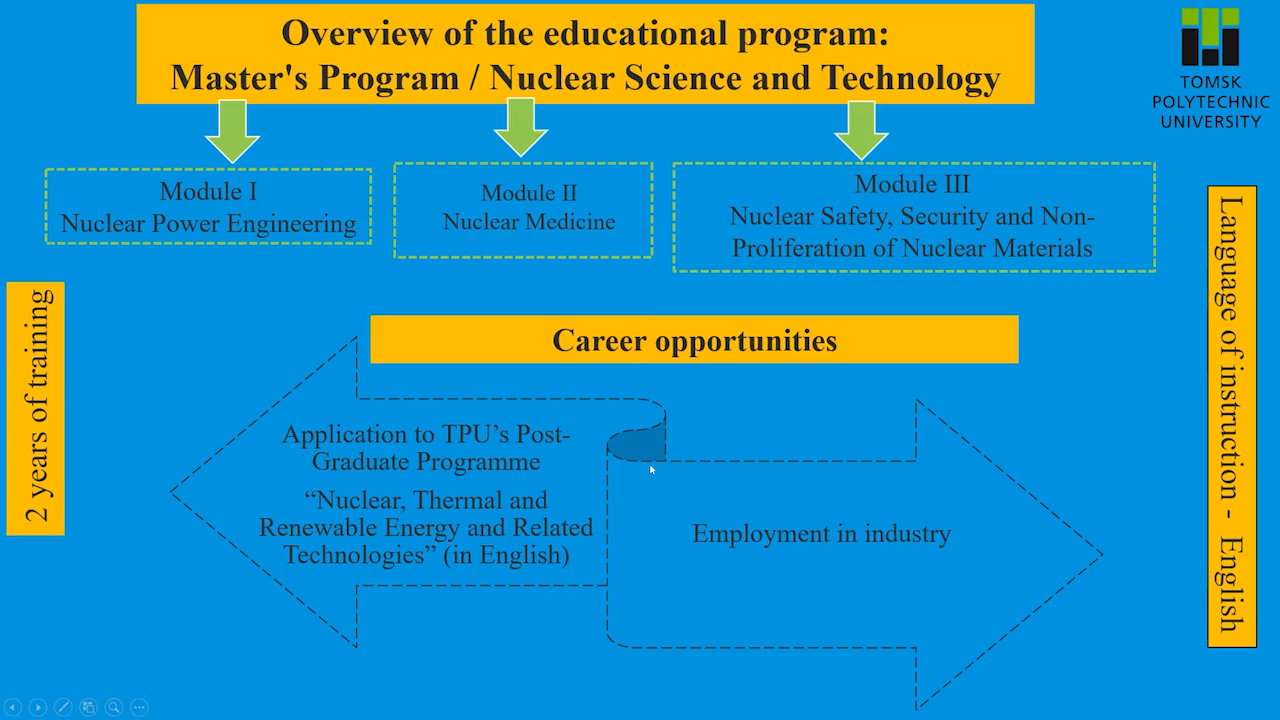 Overview of the educational program:
Master's Program / Nuclear Science and Technology
TOMSK
POLYTECHNIC
UNIVERSITY
Module I
Nuclear Power Engineering
Module II
Nuclear Medicine
Module III
Nuclear Safety, Security and Non-
Proliferation of Nuclear Materials
2 years of training
Language of instruction - English
Career opportunities
Application to TPU’s Post-
Graduate Programme
“Nuclear, Thermal and
Renewable Energy and Related
Technologies” (in English)
Employment in industry